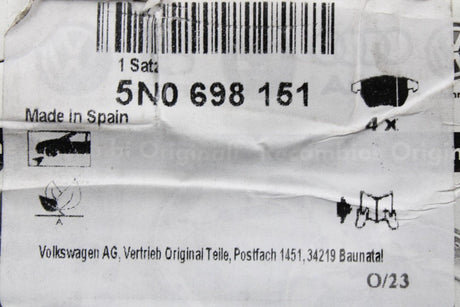 1 Satz
5N0 698 151
Made in Spain
4 x
A
Volkswagen AG, Vertrieb Original Teile, Postfach 1451, 34219 Baunatal
O/23